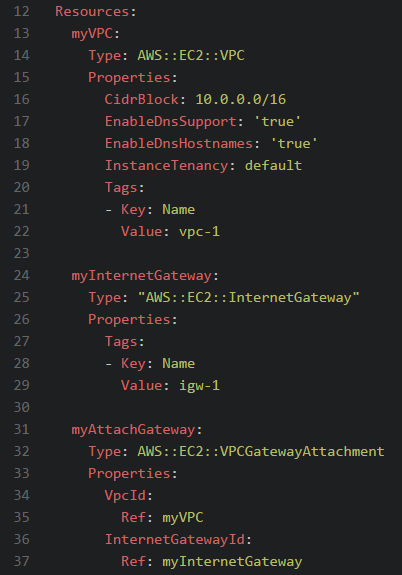 12 Resources:
13   myVPC:
14     Type: AWS::EC2::VPC
15     Properties:
16       CidrBlock: 10.0.0.0/16
17       EnableDnsSupport: 'true'
18       EnableDnsHostnames: 'true'
19       InstanceTenancy: default
20       Tags:
21       - Key: Name
22         Value: vpc-1
23
24   myInternetGateway:
25     Type: "AWS::EC2::InternetGateway"
26     Properties:
27       Tags:
28       - Key: Name
29         Value: igw-1
30
31   myAttachGateway:
32     Type: AWS::EC2::VPCGatewayAttachment
33     Properties:
34       VpcId:
35         Ref: myVPC
36       InternetGatewayId:
37         Ref: myInternetGateway